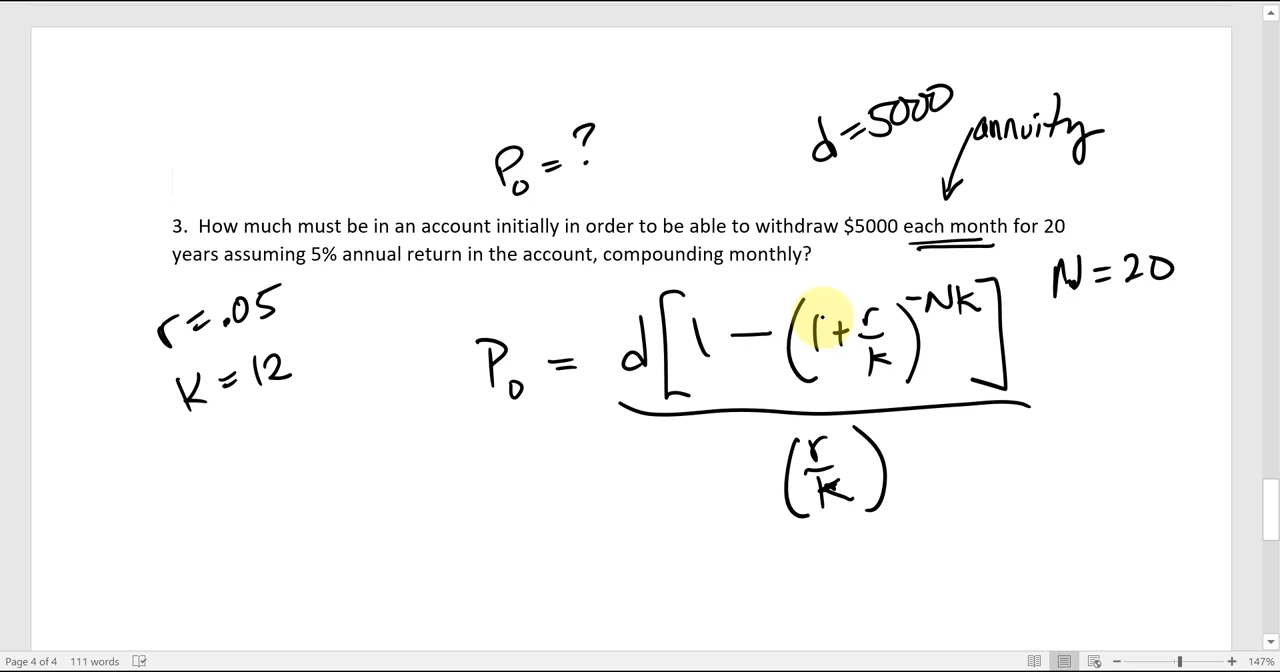 d=5000
annuity
P₀ = ?
3. How much must be in an account initially in order to be able to withdraw $5000 each month for 20
years assuming 5% annual return in the account, compounding monthly?
N=20
r=.05
K=12
P₀ = d[1 − (1+r/k)^−Nk] / (r/k)
Page 4 of 4 111 words 147%